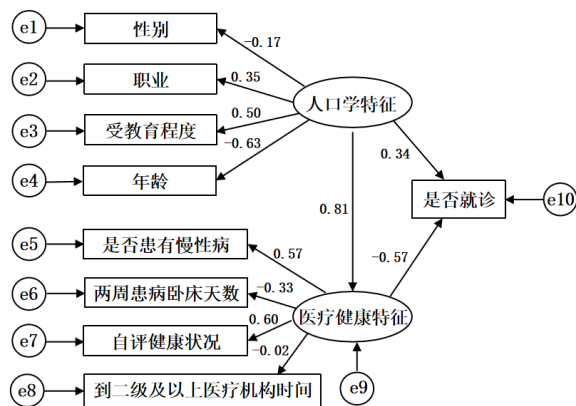 e1
性别
-0.17
e2
职业
0.35
人口学特征
e3
受教育程度
0.50
-0.63
0.34
e4
年龄
是否就诊
e10
0.81
e5
是否患有慢性病
0.57
-0.57
e6
两周患病卧床天数
-0.33
医疗健康特征
e7
自评健康状况
0.60
-0.02
e8
到二级及以上医疗机构时间
e9